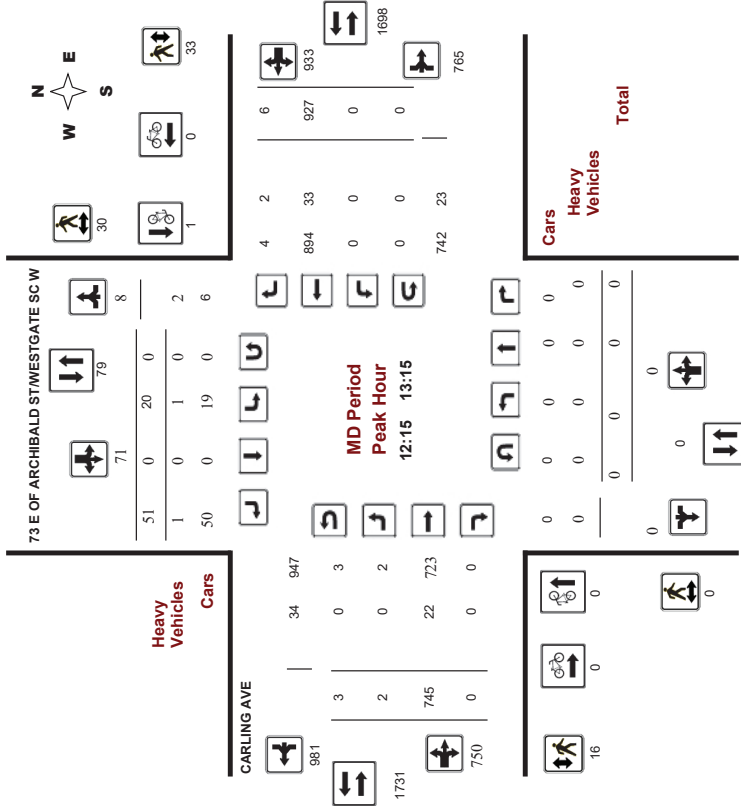 73 E OF ARCHIBALD ST/WESTGATE SC W
N
W E
S
30
33
1
0
71
79
8
51 0 20 0
1 0 1 0 2
50 0 19 0 6
Heavy
Vehicles
Cars
1698
933
765
4 2 6
894 33 927
0 0 0
0 0 0
742 23
MD Period
Peak Hour
12:15 13:15
CARLING AVE
981
1731
750
34 947
3 0 3
2 0 2
745 22 723
0 0 0
Cars
Heavy
Vehicles
Total
0 0 0 0 0
0 0 0 0 0
0 0 0 0
0
0
0
16
0
0
0